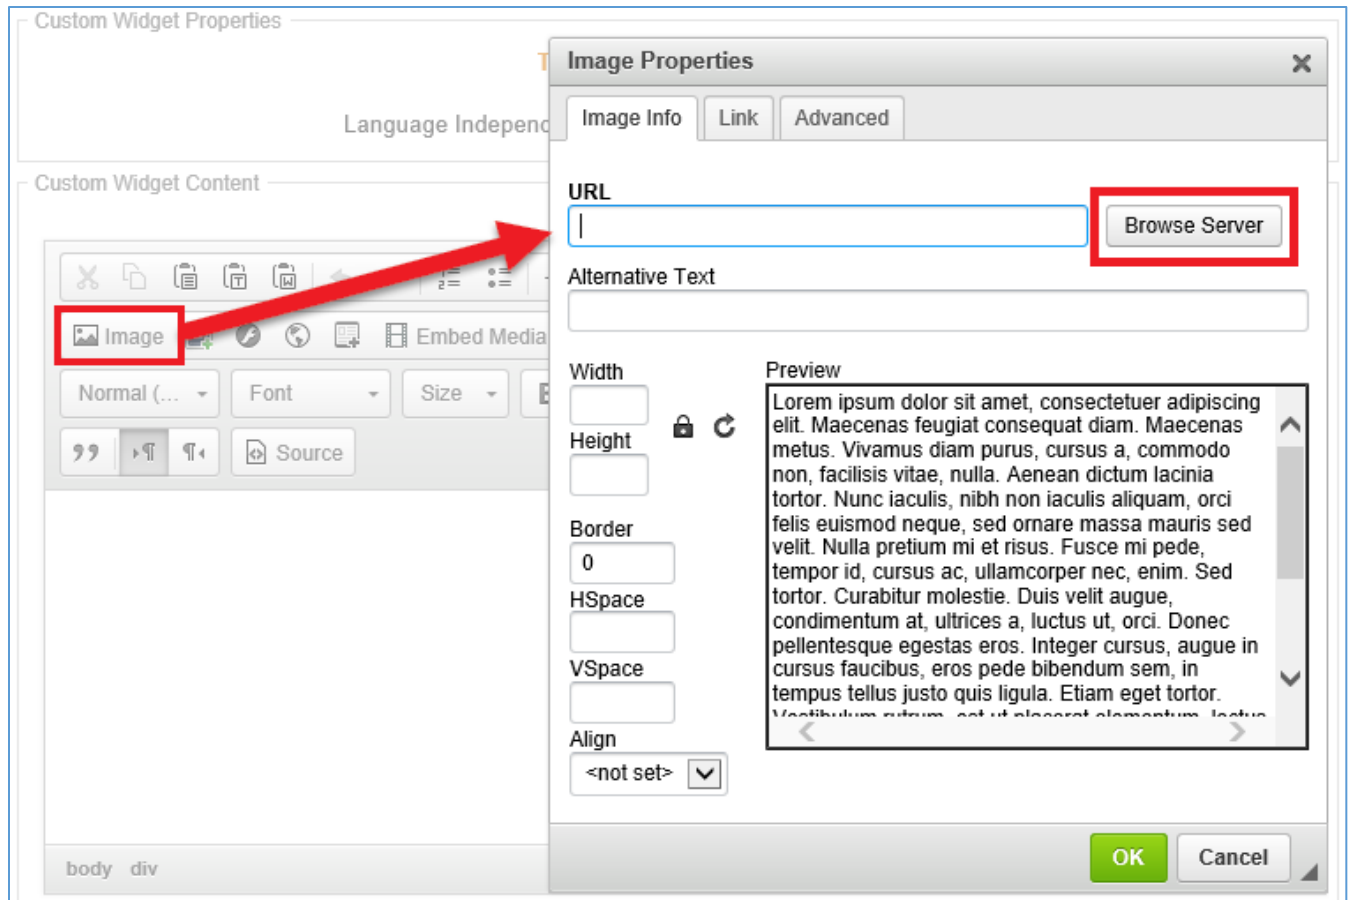 Custom Widget Properties
T
Language Independ
Custom Widget Content
Image
Embed Media
Normal (...
Font
Size
B
Source
body div
Image Properties
Image Info
Link
Advanced
URL
Browse Server
Alternative Text
Width
Height
Border
0
HSpace
VSpace
Align
<not set>
Preview
Lorem ipsum dolor sit amet, consectetuer adipiscing
elit. Maecenas feugiat consequat diam. Maecenas
metus. Vivamus diam purus, cursus a, commodo
non, facilisis vitae, nulla. Aenean dictum lacinia
tortor. Nunc iaculis, nibh non iaculis aliquam, orci
felis euismod neque, sed ornare massa mauris sed
velit. Nulla pretium mi et risus. Fusce mi pede,
tempor id, cursus ac, ullamcorper nec, enim. Sed
tortor. Curabitur molestie. Duis velit augue,
condimentum at, ultrices a, luctus ut, orci. Donec
pellentesque egestas eros. Integer cursus, augue in
cursus faucibus, eros pede bibendum sem, in
tempus tellus justo quis ligula. Etiam eget tortor.
Vestibulum rutrum, est ut placerat elementum, lectus
OK
Cancel